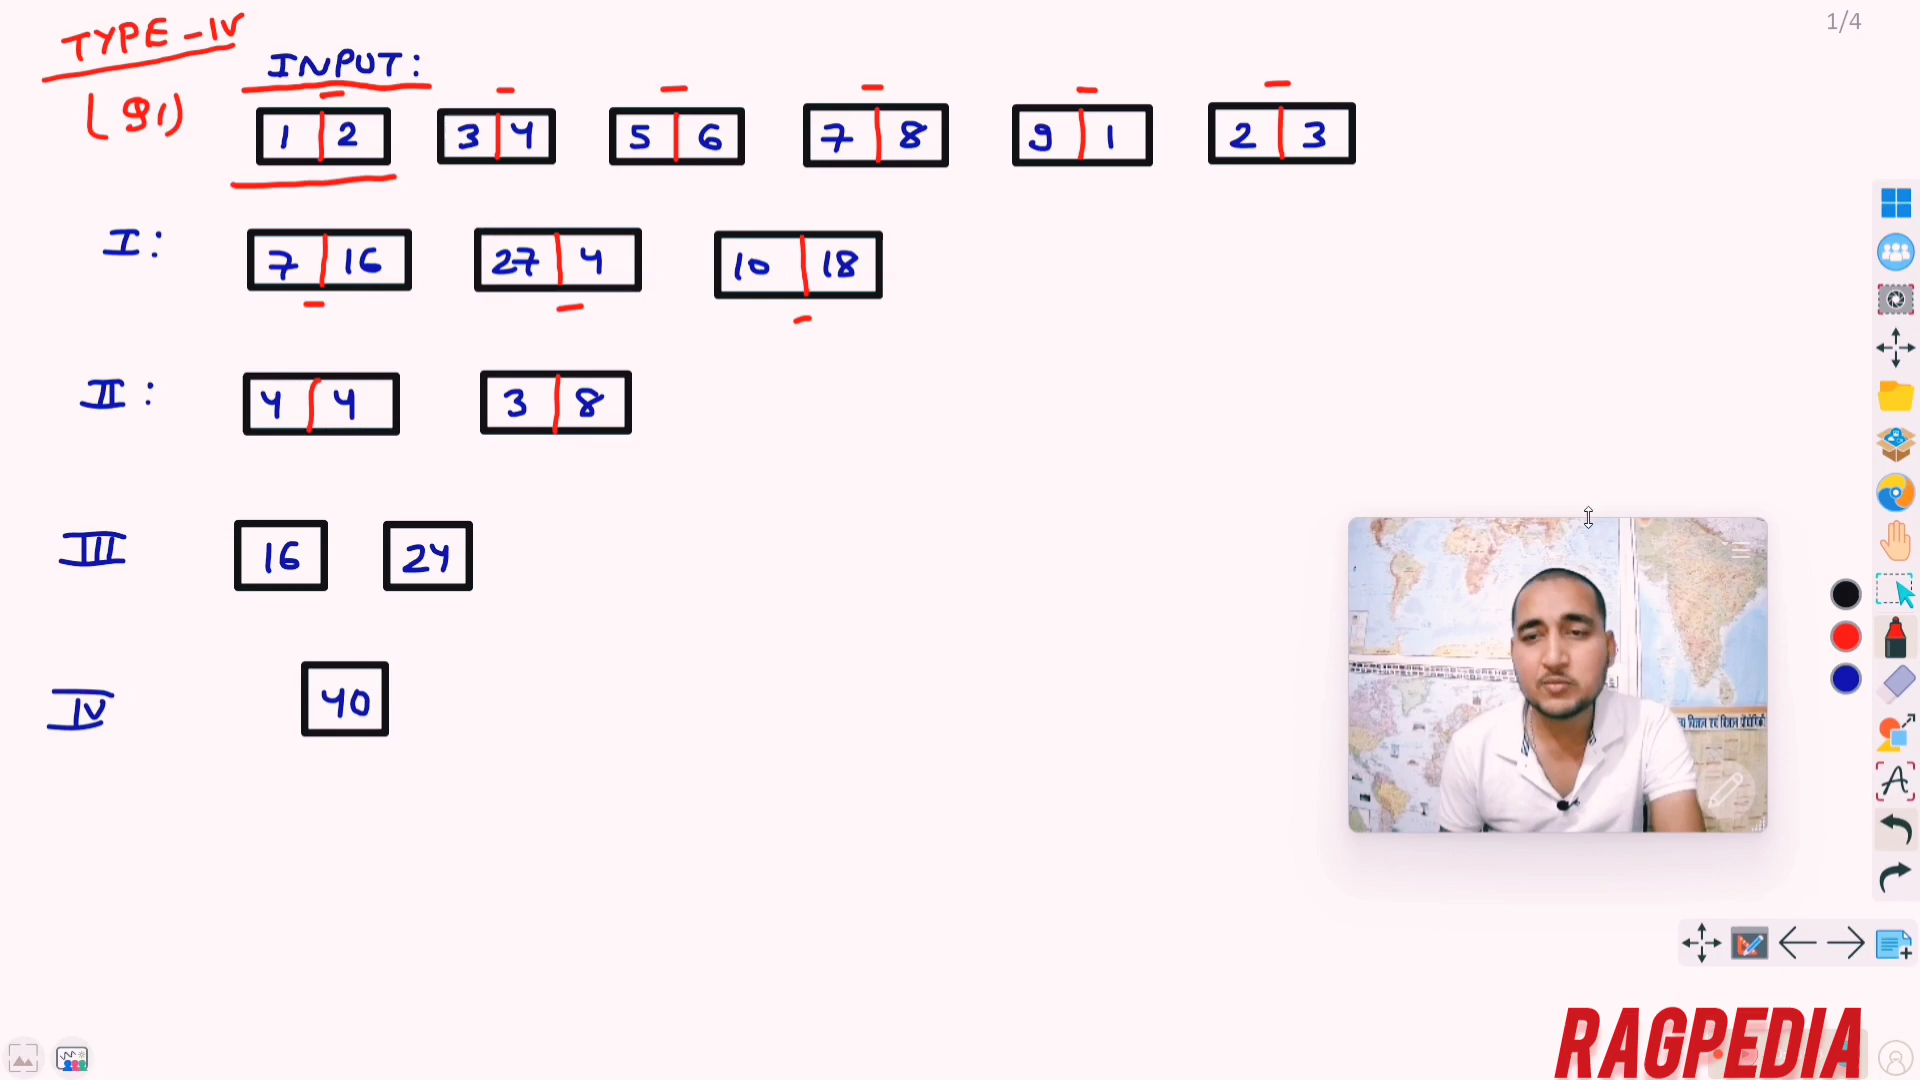 1/4
TYPE-IV
INPUT:
(Q1)
1 | 2 3 | 4 5 | 6 7 | 8 9 | 1 2 | 3
I: 7 | 16 27 | 4 10 | 18
II: 4 | 4 3 | 8
III 16 24
IV 40
RAGPEDIA